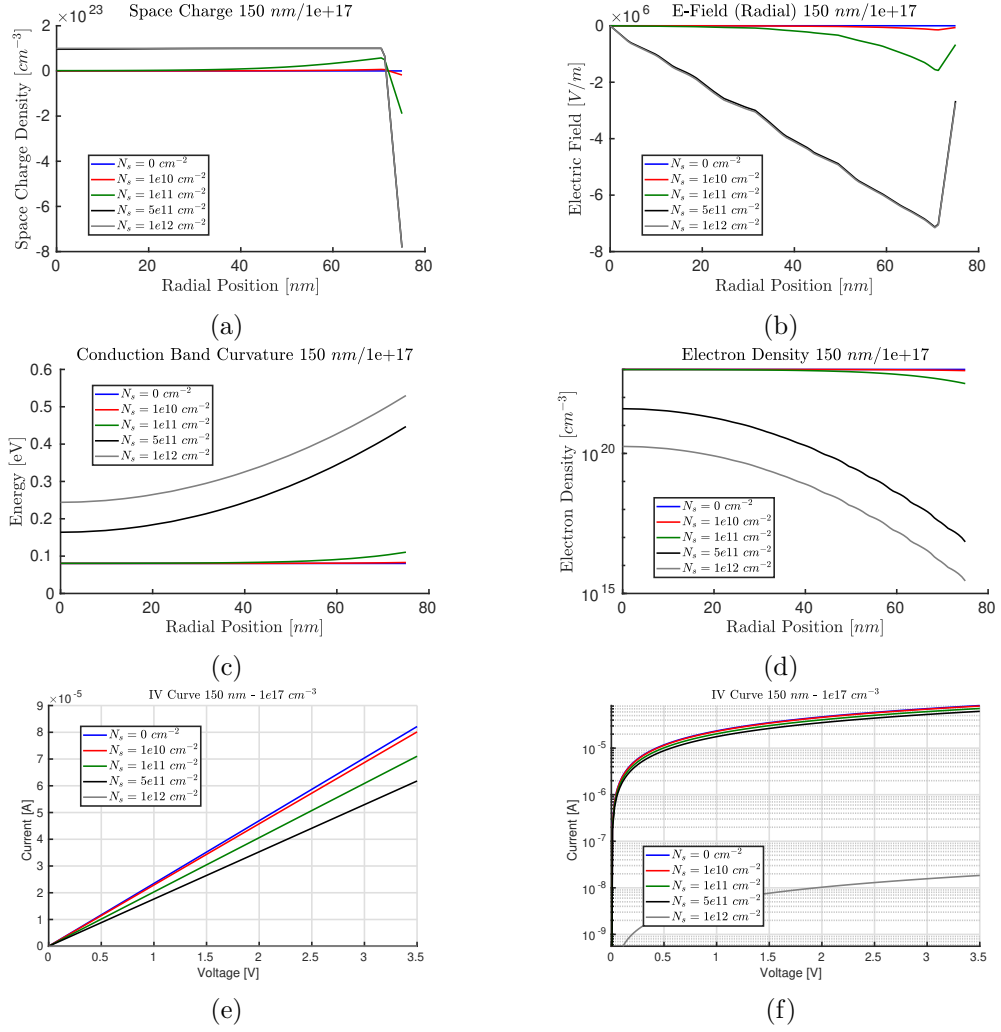 Space Charge 150 nm/1e+17
×10^23
Space Charge Density [cm^−3]
2
0
-2
-4
-6
-8
0 20 40 60 80
N_s = 0 cm^−2
N_s = 1e10 cm^−2
N_s = 1e11 cm^−2
N_s = 5e11 cm^−2
N_s = 1e12 cm^−2
Radial Position [nm]
(a)
E-Field (Radial) 150 nm/1e+17
×10^6
Electric Field [V/m]
0
-2
-4
-6
-8
0 20 40 60 80
N_s = 0 cm^−2
N_s = 1e10 cm^−2
N_s = 1e11 cm^−2
N_s = 5e11 cm^−2
N_s = 1e12 cm^−2
Radial Position [nm]
(b)
Conduction Band Curvature 150 nm/1e+17
Energy [eV]
0.6
0.5
0.4
0.3
0.2
0.1
0
0 20 40 60 80
N_s = 0 cm^−2
N_s = 1e10 cm^−2
N_s = 1e11 cm^−2
N_s = 5e11 cm^−2
N_s = 1e12 cm^−2
Radial Position [nm]
(c)
Electron Density 150 nm/1e+17
Electron Density [cm^−3]
10^20
10^15
0 20 40 60 80
N_s = 0 cm^−2
N_s = 1e10 cm^−2
N_s = 1e11 cm^−2
N_s = 5e11 cm^−2
N_s = 1e12 cm^−2
Radial Position [nm]
(d)
IV Curve 150 nm - 1e17 cm^−3
×10^-5
Current [A]
9
8
7
6
5
4
3
2
1
0
0 0.5 1 1.5 2 2.5 3 3.5
N_s = 0 cm^−2
N_s = 1e10 cm^−2
N_s = 1e11 cm^−2
N_s = 5e11 cm^−2
N_s = 1e12 cm^−2
Voltage [V]
(e)
IV Curve 150 nm - 1e17 cm^−3
Current [A]
10^-5
10^-6
10^-7
10^-8
10^-9
0 0.5 1 1.5 2 2.5 3 3.5
N_s = 0 cm^−2
N_s = 1e10 cm^−2
N_s = 1e11 cm^−2
N_s = 5e11 cm^−2
N_s = 1e12 cm^−2
Voltage [V]
(f)